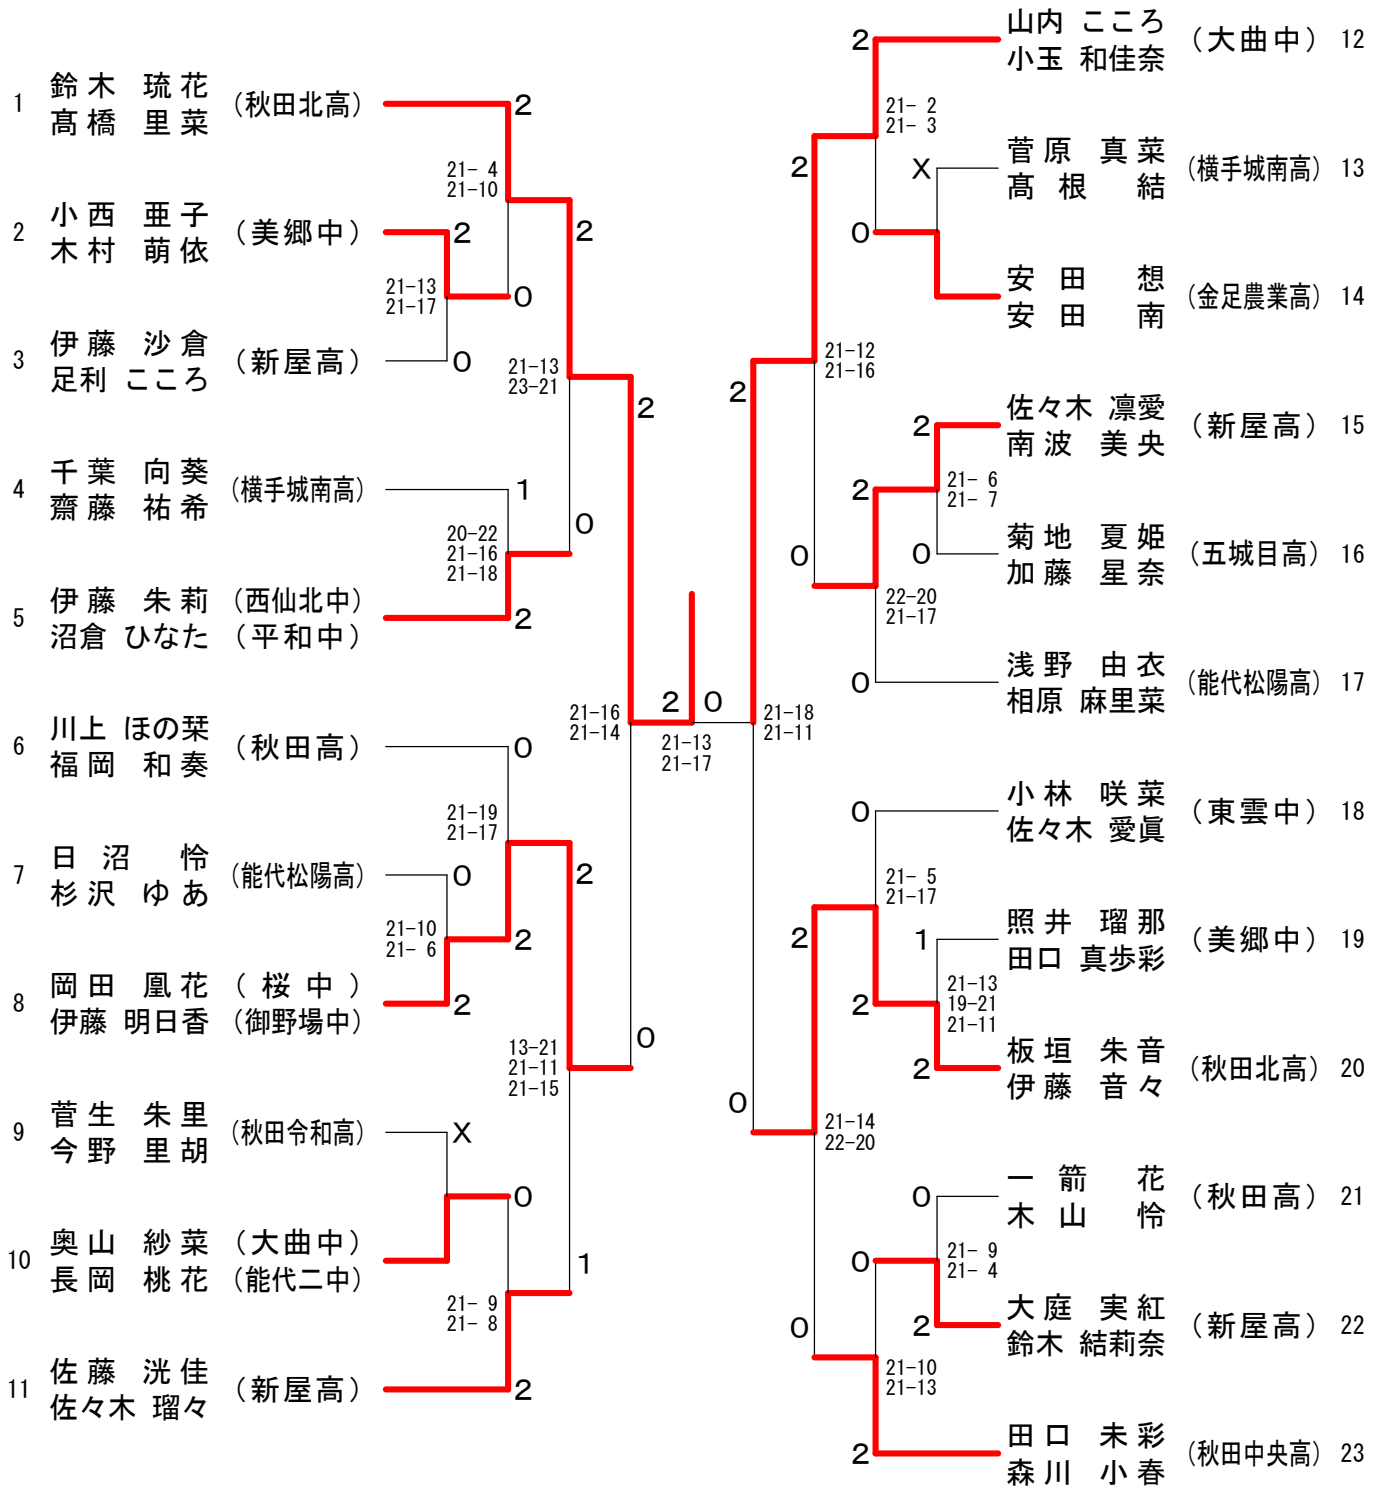 1 鈴木 琉花 (秋田北高)
髙橋 里菜
2
21- 4
21-10
2 小西 亜子 (美郷中)
木村 萌依
2
2
21-13
21-17
0
3 伊藤 沙倉 (新屋高)
足利 こころ
0
21-13
23-21
2
4 千葉 向葵 (横手城南高)
齋藤 祐希
1
0
20-22
21-16
21-18
5 伊藤 朱莉 (西仙北中)
沼倉 ひなた (平和中)
2
6 川上 ほの栞 (秋田高)
福岡 和奏
0
21-16
21-14
21-19
21-17
7 日沼 怜 (能代松陽高)
杉沢 ゆあ
0
2
21-10
21- 6
2
8 岡田 凰花 (桜中)
伊藤 明日香 (御野場中)
2
0
13-21
21-11
21-15
9 菅生 朱里 (秋田令和高)
今野 里胡
X
0
10 奥山 紗菜 (大曲中)
長岡 桃花 (能代二中)
1
21- 9
21- 8
11 佐藤 洸佳 (新屋高)
佐々木 瑠々
2
2 0
21-13
21-17
2
山内 こころ (大曲中) 12
小玉 和佳奈
21- 2
21- 3
2
X
菅原 真菜 (横手城南高) 13
髙根 結
0
安田 想 (金足農業高) 14
安田 南
21-12
21-16
2
2
佐々木 凛愛 (新屋高) 15
南波 美央
21- 6
21- 7
2
0
菊地 夏姫 (五城目高) 16
加藤 星奈
0
22-20
21-17
0
浅野 由衣 (能代松陽高) 17
相原 麻里菜
21-18
21-11
0
小林 咲菜 (東雲中) 18
佐々木 愛眞
21- 5
21-17
2
1
照井 瑠那 (美郷中) 19
田口 真歩彩
21-13
19-21
21-11
2
2
板垣 朱音 (秋田北高) 20
伊藤 音々
0
21-14
22-20
0
一箭 花 (秋田高) 21
木山 怜
21- 9
21- 4
0
2
大庭 実紅 (新屋高) 22
鈴木 結莉奈
0
21-10
21-13
2
田口 未彩 (秋田中央高) 23
森川 小春